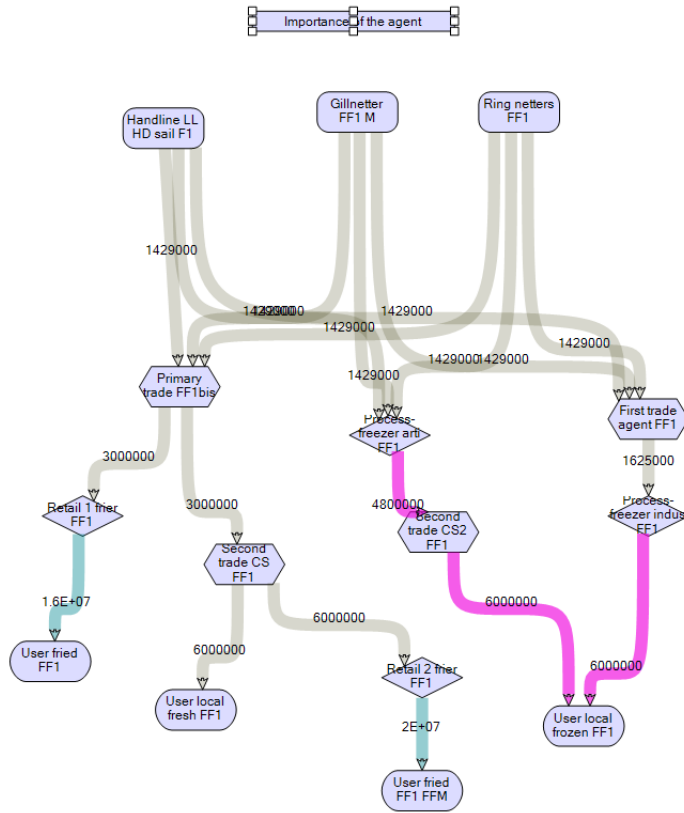 Importance of the agent
Handline LL
HD sail F1
Gillnetter
FF1 M
Ring netters
FF1
1429000
1429000
1429000
1429000
1429000
1429000
1429000
1429000
1429000
Primary
trade FF1bis
Process-
freezer arti
FF1
First trade
agent FF1
3000000
3000000
4800000
1625000
Retail 1 frier
FF1
Second
trade CS
FF1
Second
trade CS2
FF1
Process-
freezer indus
FF1
1.6E+07
6000000
6000000
6000000
6000000
User fried
FF1
User local
fresh FF1
Retail 2 frier
FF1
User local
frozen FF1
2E+07
User fried
FF1 FFM